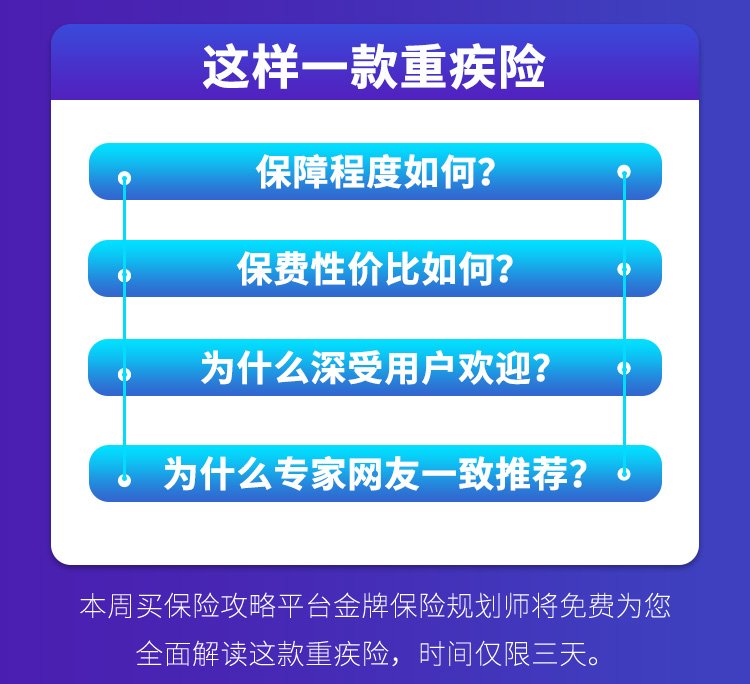 这样一款重疾险
保障程度如何?
保费性价比如何?
为什么深受用户欢迎?
为什么专家网友一致推荐?
本周买保险攻略平台金牌保险规划师将免费为您
全面解读这款重疾险，时间仅限三天。